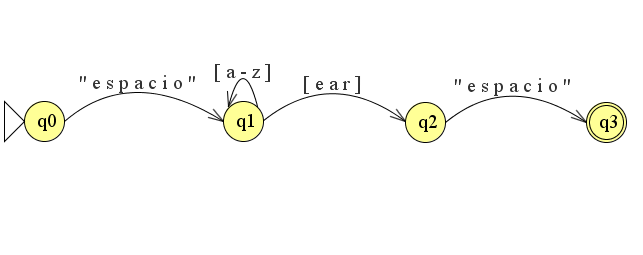 "espacio"
[a-z]
[ear]
"espacio"
q0
q1
q2
q3